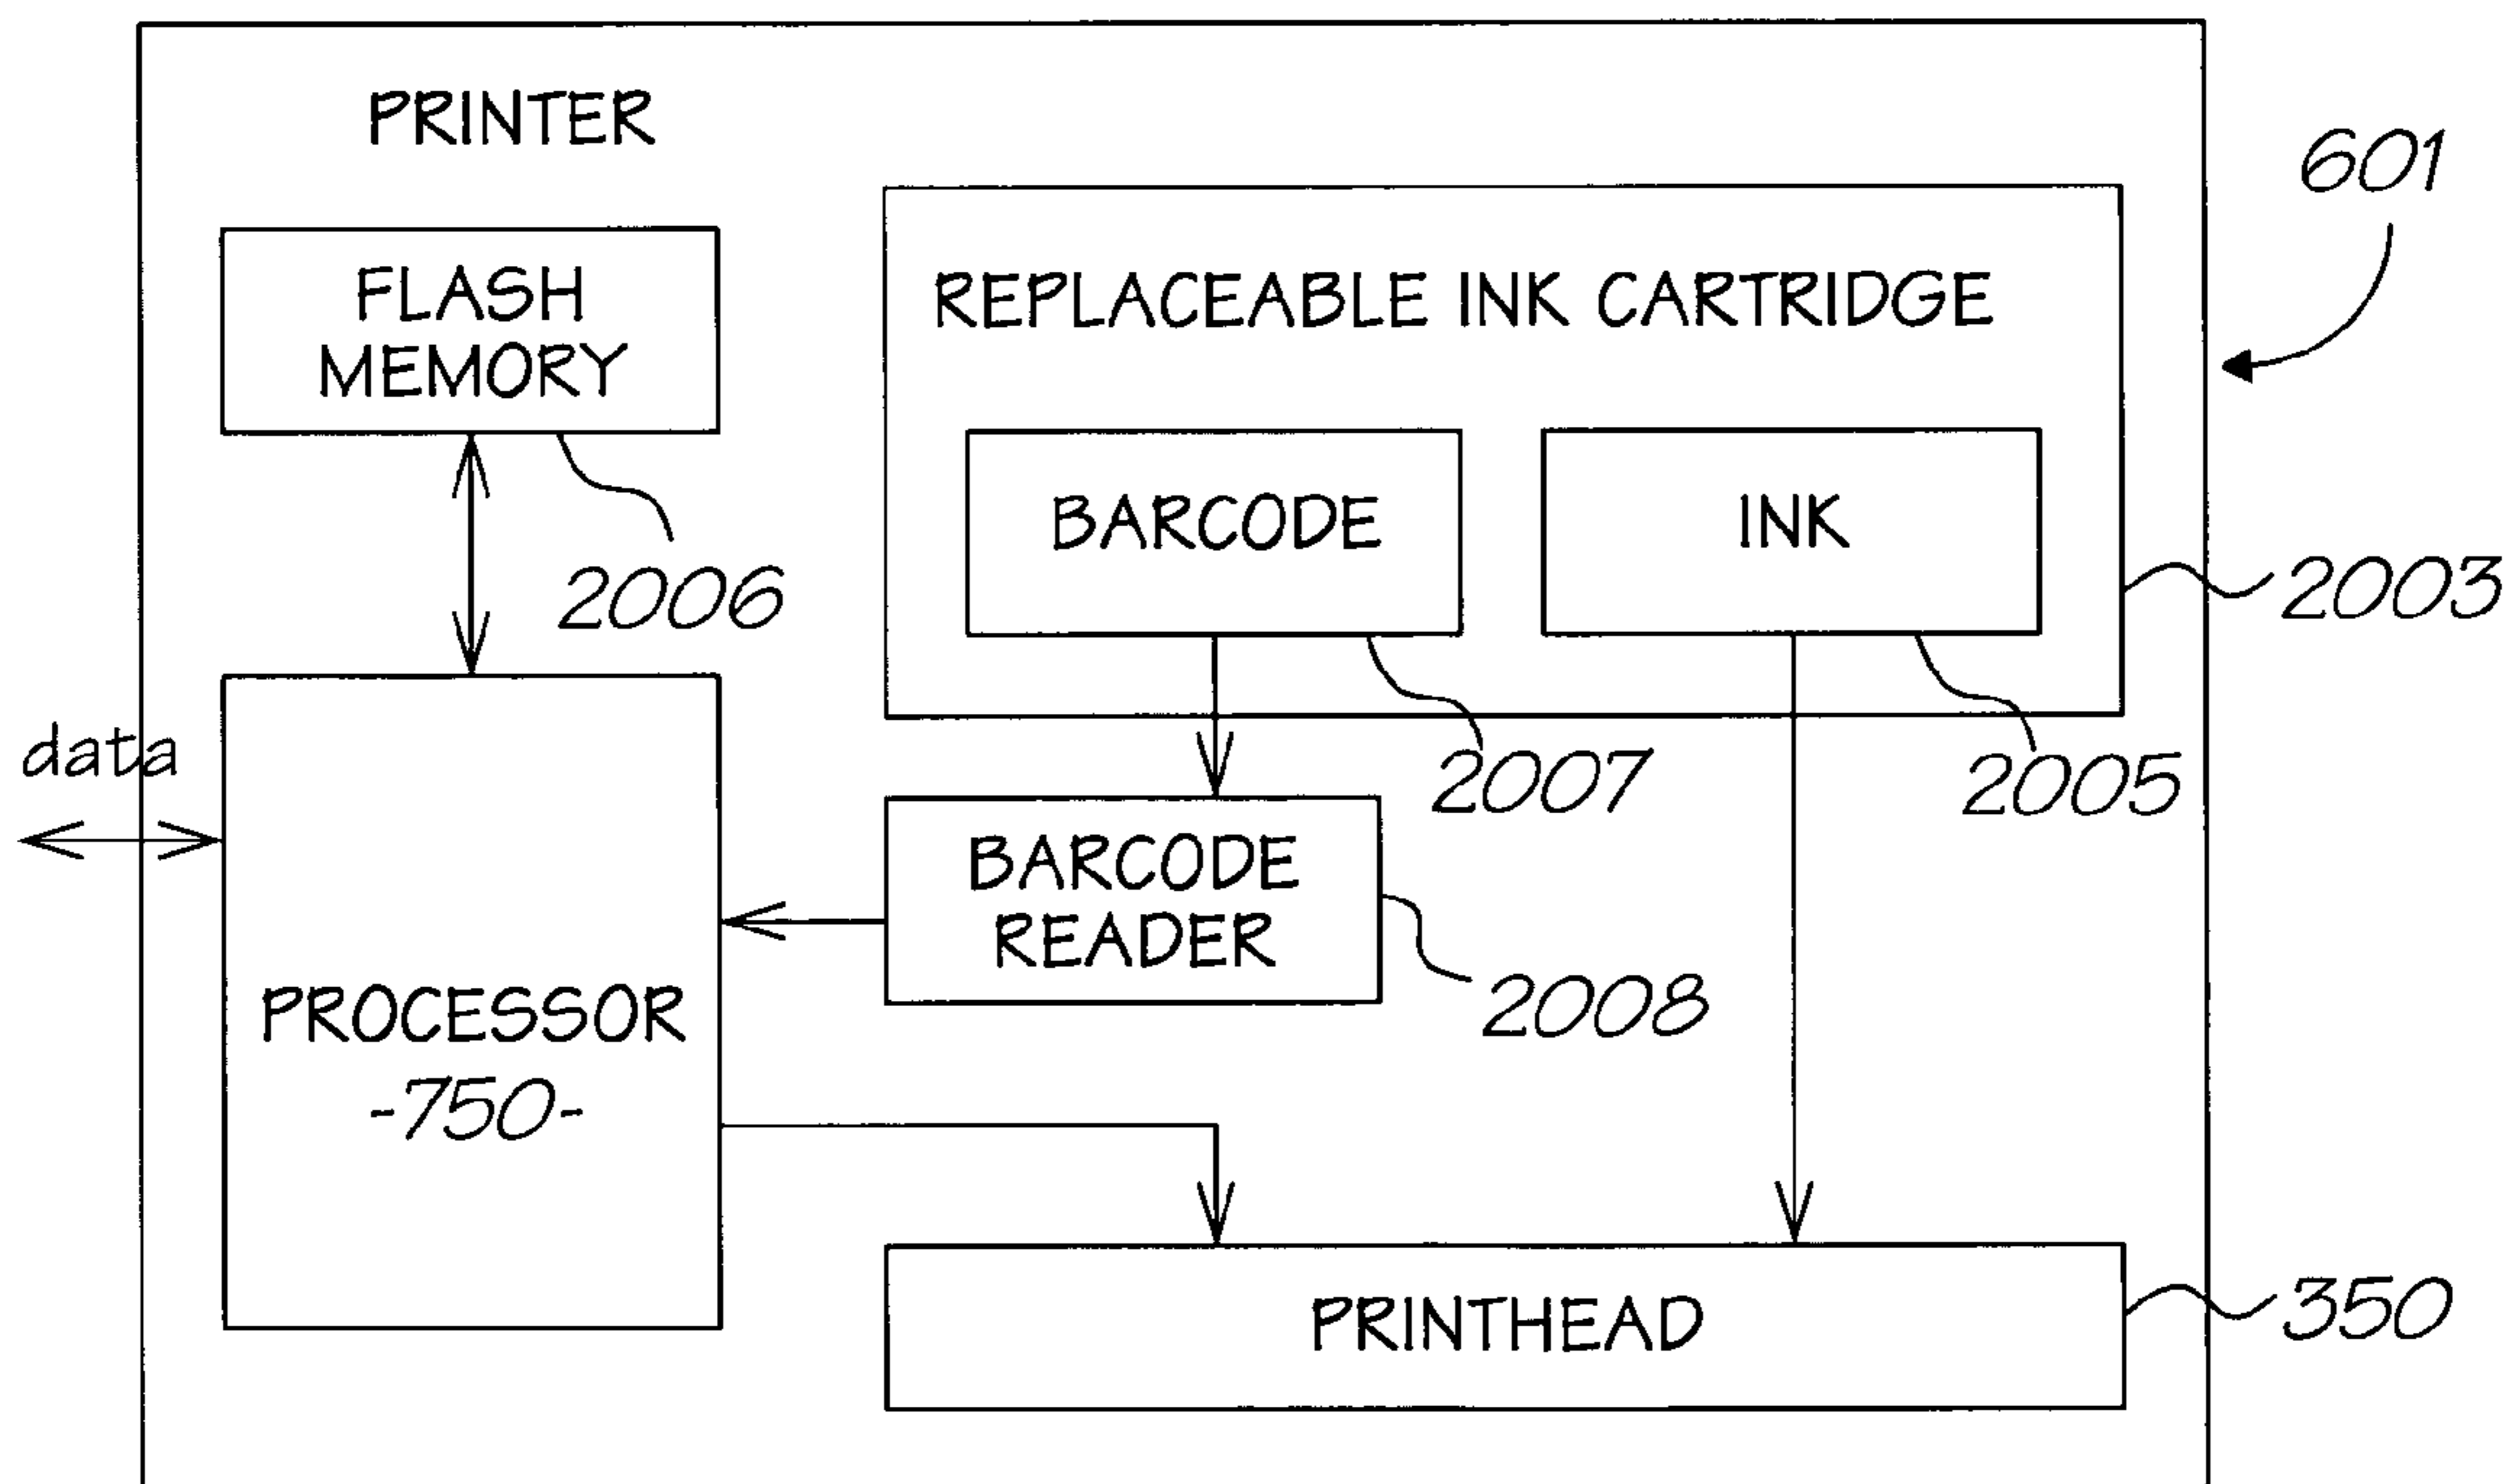 PRINTER
601
FLASH
MEMORY
REPLACEABLE INK CARTRIDGE
BARCODE
INK
2006
2003
data
2007
2005
BARCODE
READER
2008
PROCESSOR
-750-
PRINTHEAD
350